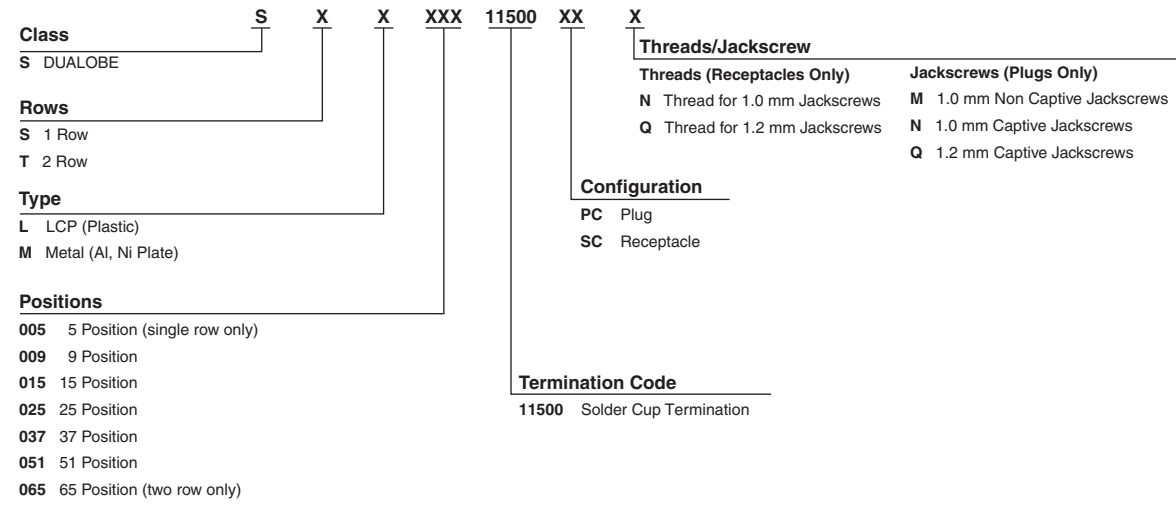 S X X XXX 11500 XX X
Class
S DUALOBE
Rows
S 1 Row
T 2 Row
Type
L LCP (Plastic)
M Metal (Al, Ni Plate)
Positions
005 5 Position (single row only)
009 9 Position
015 15 Position
025 25 Position
037 37 Position
051 51 Position
065 65 Position (two row only)
Termination Code
11500 Solder Cup Termination
Configuration
PC Plug
SC Receptacle
Threads/Jackscrew
Threads (Receptacles Only)
N Thread for 1.0 mm Jackscrews
Q Thread for 1.2 mm Jackscrews
Jackscrews (Plugs Only)
M 1.0 mm Non Captive Jackscrews
N 1.0 mm Captive Jackscrews
Q 1.2 mm Captive Jackscrews